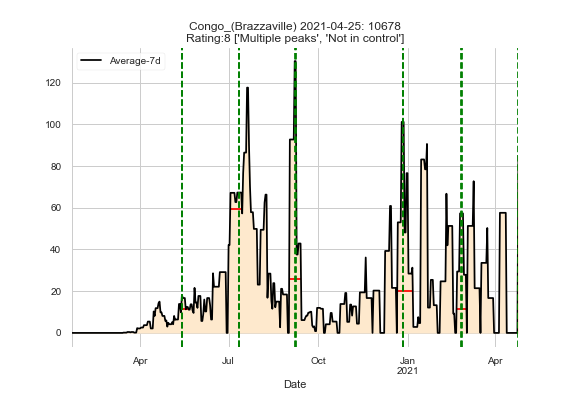 Congo_(Brazzaville) 2021-04-25: 10678
Rating:8 ['Multiple peaks', 'Not in control']
Average-7d
120
100
80
60
40
20
0
Apr
Jul
Oct
Jan
2021
Apr
Date